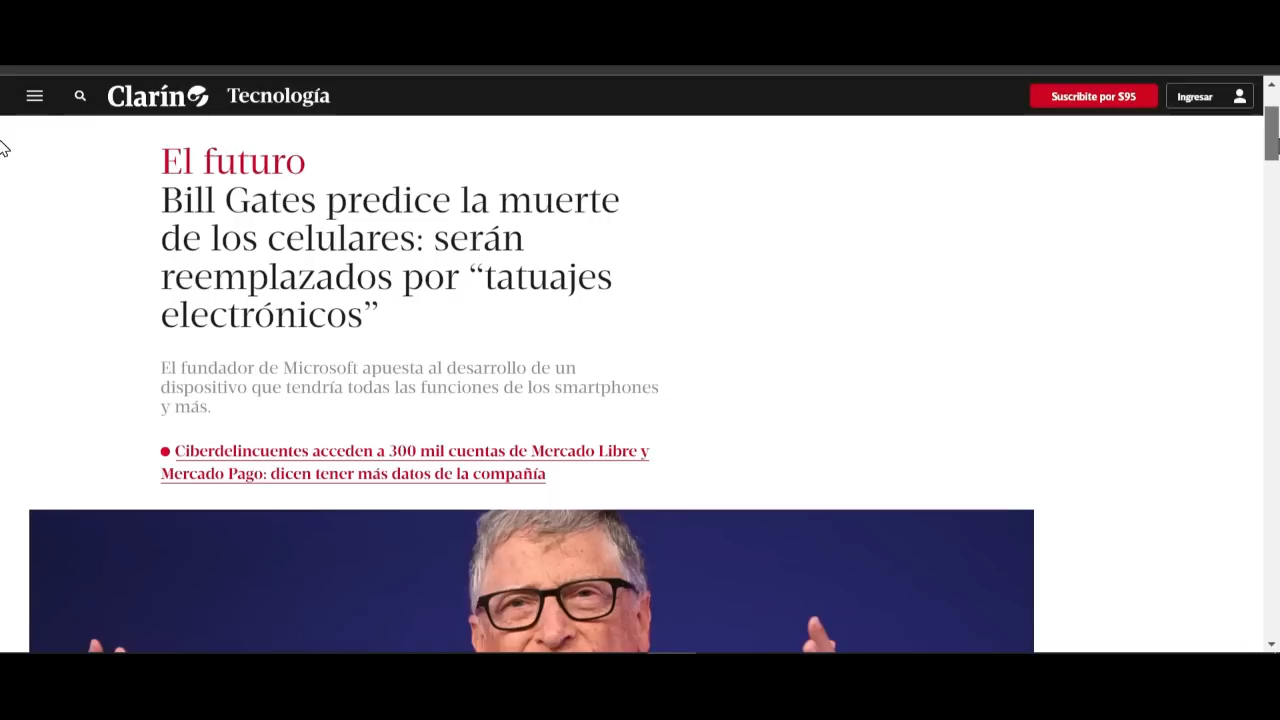 Clarín Tecnología Suscribite por $95 Ingresar
El futuro
Bill Gates predice la muerte
de los celulares: serán
reemplazados por “tatuajes
electrónicos”
El fundador de Microsoft apuesta al desarrollo de un
dispositivo que tendría todas las funciones de los smartphones
y más.
Ciberdelincuentes acceden a 300 mil cuentas de Mercado Libre y
Mercado Pago: dicen tener más datos de la compañía